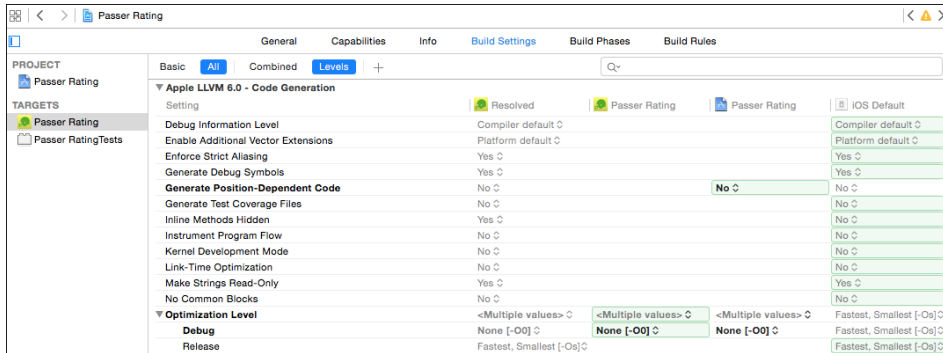 Passer Rating
General Capabilities Info Build Settings Build Phases Build Rules
PROJECT
Passer Rating
TARGETS
Passer Rating
Passer RatingTests
Basic All Combined Levels +
Apple LLVM 6.0 - Code Generation
Setting Resolved Passer Rating Passer Rating iOS Default
Debug Information Level Compiler default Compiler default
Enable Additional Vector Extensions Platform default Platform default
Enforce Strict Aliasing Yes Yes
Generate Debug Symbols Yes Yes
Generate Position-Dependent Code No No No
Generate Test Coverage Files No No
Inline Methods Hidden Yes No
Instrument Program Flow No No
Kernel Development Mode No No
Link-Time Optimization No No
Make Strings Read-Only Yes Yes
No Common Blocks No No
Optimization Level <Multiple values> <Multiple values> <Multiple values> Fastest, Smallest [-Os]
Debug None [-O0] None [-O0] None [-O0] Fastest, Smallest [-Os]
Release Fastest, Smallest [-Os] Fastest, Smallest [-Os]